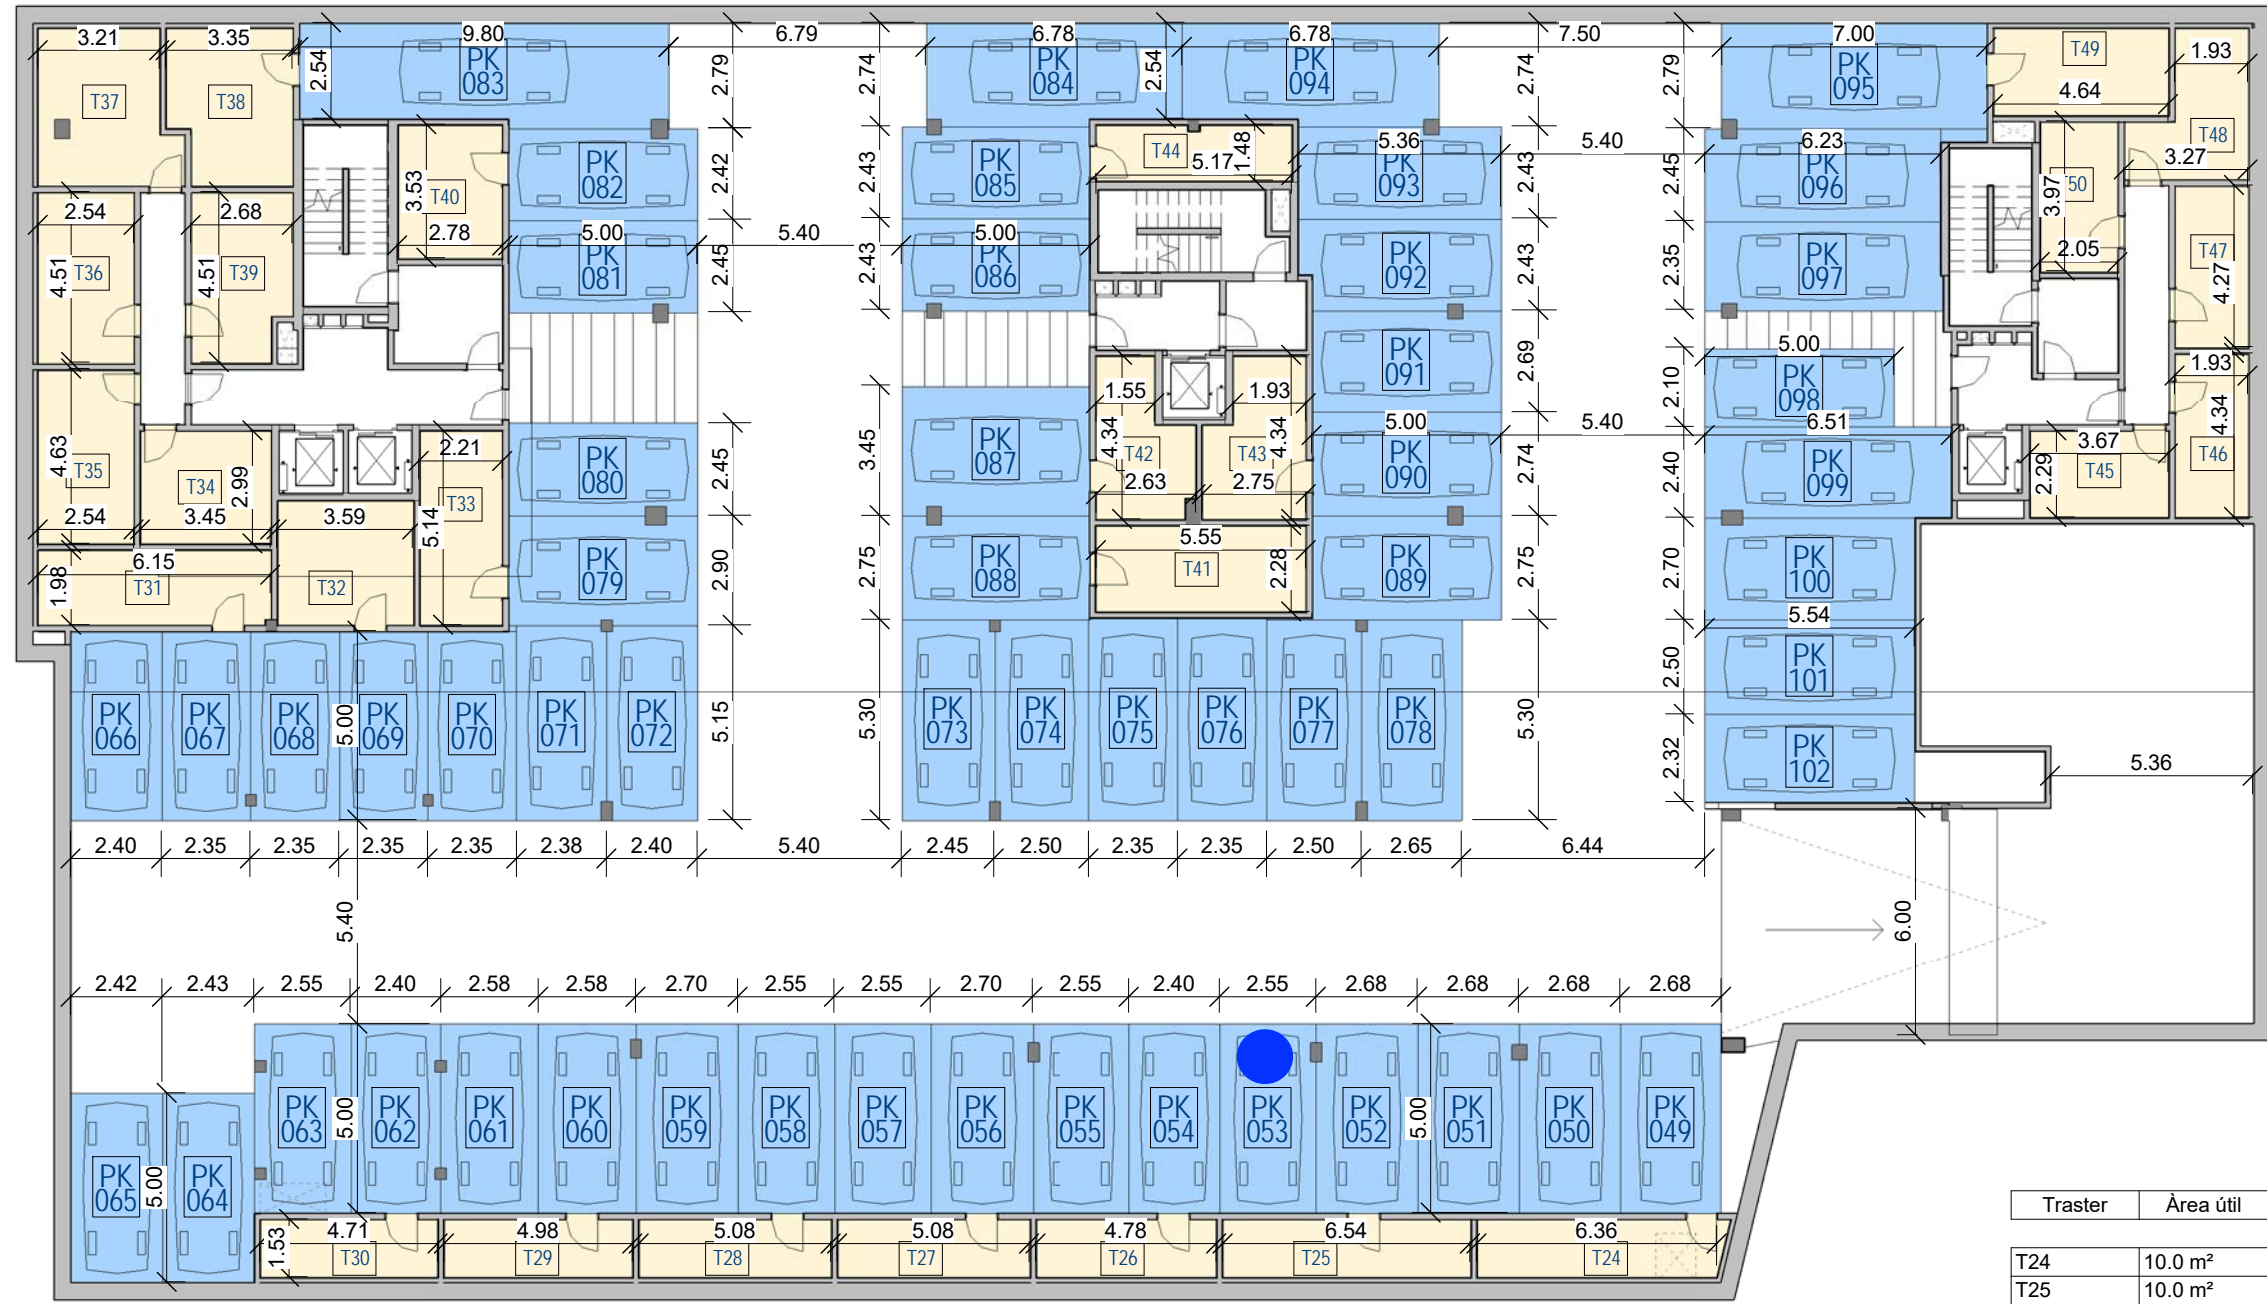 3.21
3.35
9.80
6.79
6.78
6.78
7.50
7.00
T49
1.93
T37
T38
2.54
PK
083
2.79
2.74
PK
084
2.54
PK
094
2.74
2.79
PK
095
4.64
T48
3.27
T40
3.53
2.78
PK
082
2.42
2.43
PK
085
T44
5.17
1.48
5.36
PK
093
2.43
5.40
2.45
6.23
PK
096
T50
3.97
2.05
2.54
T36
4.51
2.68
T39
4.51
5.00
PK
081
2.45
5.40
2.43
5.00
PK
086
PK
092
2.43
2.35
PK
097
T47
4.27
PK
091
2.69
5.00
PK
098
2.10
1.93
4.34
T46
4.63
T35
2.54
T34
2.99
3.45
2.21
T33
5.14
PK
080
2.45
3.45
PK
087
1.55
4.34
T42
2.63
1.93
T43
4.34
2.75
5.00
PK
090
2.74
5.40
2.40
6.51
PK
099
3.67
2.29
T45
6.15
1.98
T31
3.59
T32
PK
079
2.90
2.75
PK
088
5.55
T41
2.28
PK
089
2.75
2.70
PK
100
5.54
PK
066
PK
067
PK
068
5.00
PK
069
PK
070
PK
071
PK
072
5.15
5.30
PK
073
PK
074
PK
075
PK
076
PK
077
PK
078
5.30
2.50
PK
101
2.32
PK
102
5.36
2.40
2.35
2.35
2.35
2.35
2.38
2.40
5.40
2.45
2.50
2.35
2.35
2.50
2.65
6.44
5.40
6.00
2.42
2.43
2.55
2.40
2.58
2.58
2.70
2.55
2.55
2.70
2.55
2.40
2.55
2.68
2.68
2.68
2.68
PK
065
5.00
PK
064
PK
063
5.00
PK
062
PK
061
PK
060
PK
059
PK
058
PK
057
PK
056
PK
055
PK
054
PK
053
PK
052
5.00
PK
051
PK
050
PK
049
1.53
4.71
T30
4.98
T29
5.08
T28
5.08
T27
4.78
T26
6.54
T25
6.36
T24
Traster Àrea útil
T24 10.0 m²
T25 10.0 m²